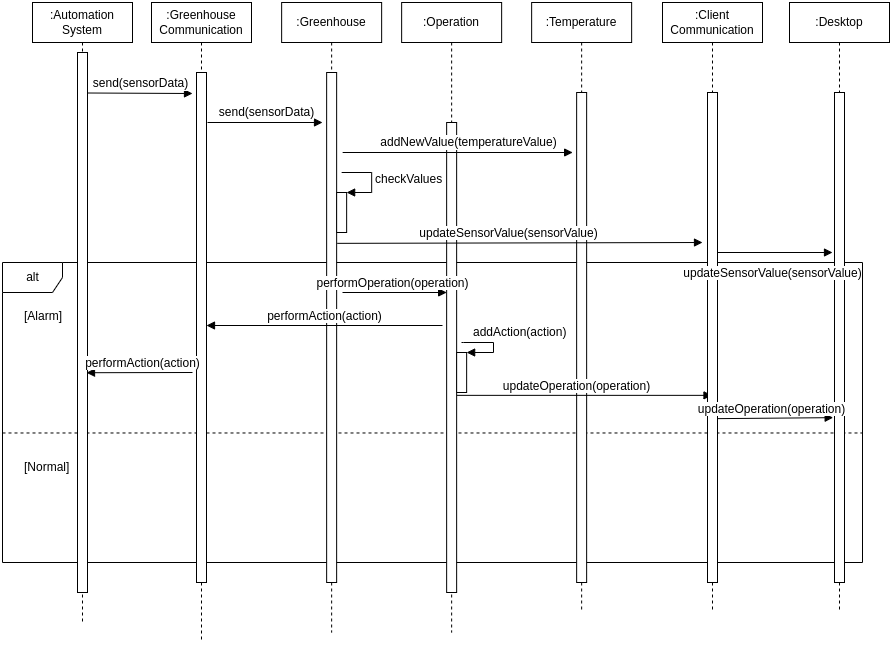 :Automation
System
:Greenhouse
Communication
:Greenhouse
:Operation
:Temperature
:Client
Communication
:Desktop
send(sensorData)
send(sensorData)
addNewValue(temperatureValue)
checkValues
updateSensorValue(sensorValue)
updateSensorValue(sensorValue)
alt
performOperation(operation)
[Alarm]
performAction(action)
addAction(action)
performAction(action)
updateOperation(operation)
updateOperation(operation)
[Normal]